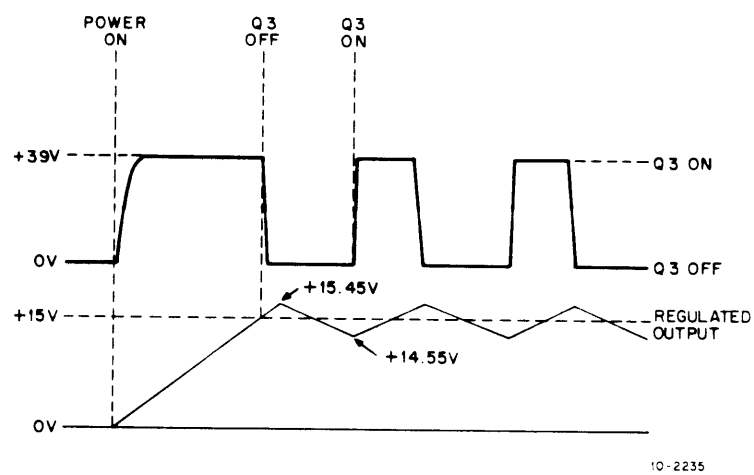 POWER
ON
Q3
OFF
Q3
ON
+39V
Q3 ON
0V
Q3 OFF
+15.45V
+15V
REGULATED
OUTPUT
+14.55V
0V
10-2235